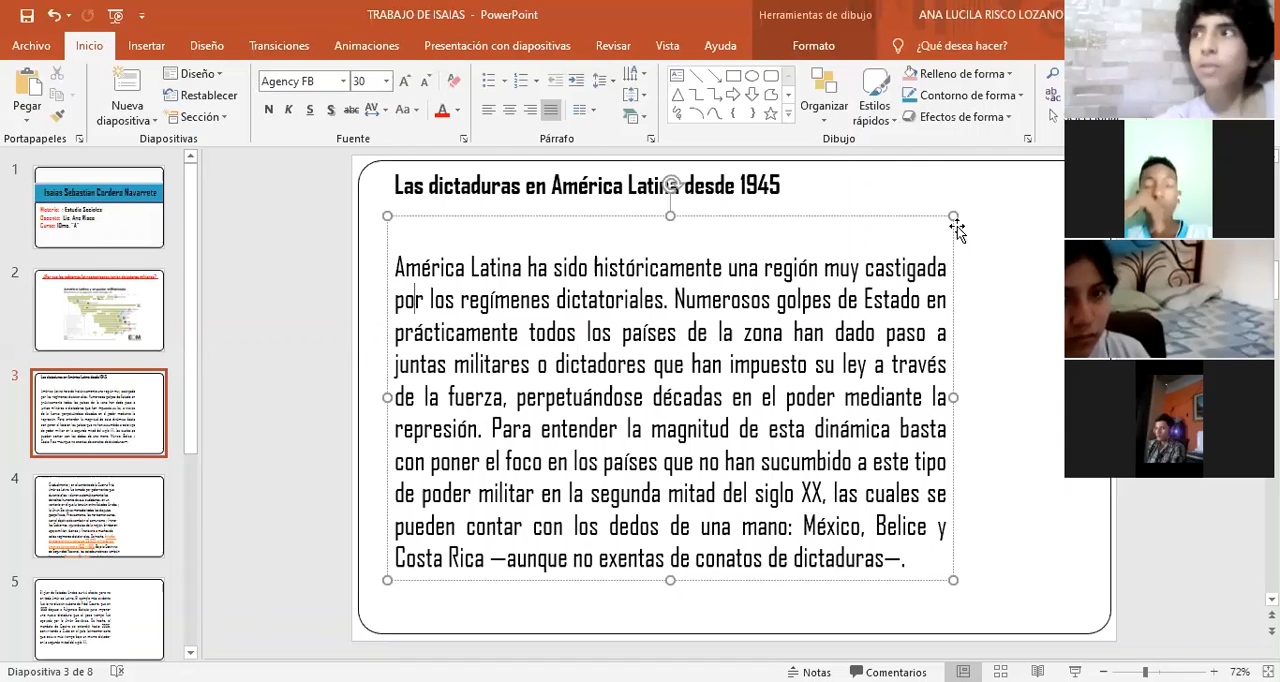 TRABAJO DE ISAIAS - PowerPoint
Herramientas de dibujo
ANA LUCILA RISCO LOZANO
Archivo Inicio Insertar Diseño Transiciones Animaciones Presentación con diapositivas Revisar Vista Ayuda Formato ¿Qué desea hacer?
Pegar
Nueva diapositiva
Diseño
Restablecer
Sección
Agency FB 30
N K S S abc AV Aa A
Organizar
Estilos rápidos
Relleno de forma
Contorno de forma
Efectos de forma
Portapapeles Diapositivas Fuente Párrafo Dibujo
1
Isaias Sebastian Cordero Navarrete
2
3
4
5
Las dictaduras en América Latina desde 1945
América Latina ha sido históricamente una región muy castigada
por los regímenes dictatoriales. Numerosos golpes de Estado en
prácticamente todos los países de la zona han dado paso a
juntas militares o dictadores que han impuesto su ley a través
de la fuerza, perpetuándose décadas en el poder mediante la
represión. Para entender la magnitud de esta dinámica basta
con poner el foco en los países que no han sucumbido a este tipo
de poder militar en la segunda mitad del siglo XX, las cuales se
pueden contar con los dedos de una mano: México, Belice y
Costa Rica —aunque no exentas de conatos de dictaduras—.
Diapositiva 3 de 8
Notas
Comentarios
72%